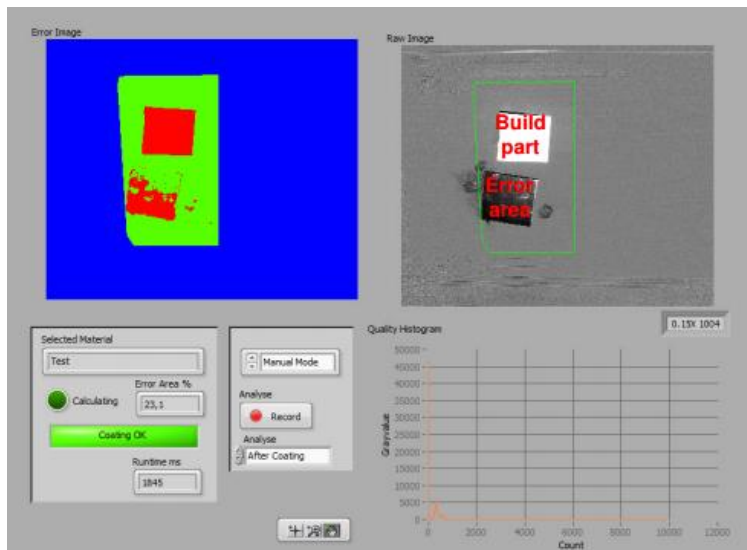 Error Image
Raw Image
Build
part
Error
area
Selected Material
Test
Calculating
Error Area %
23,1
Coating OK
Runtime ms
1845
Manual Mode
Analyse
Record
Analyse
After Coating
Quality Histogram
0.15X 1004
Grayvalue
50000
45000
40000
35000
30000
25000
20000
15000
10000
5000
0
0 2000 4000 6000 8000 10000 12000
Count